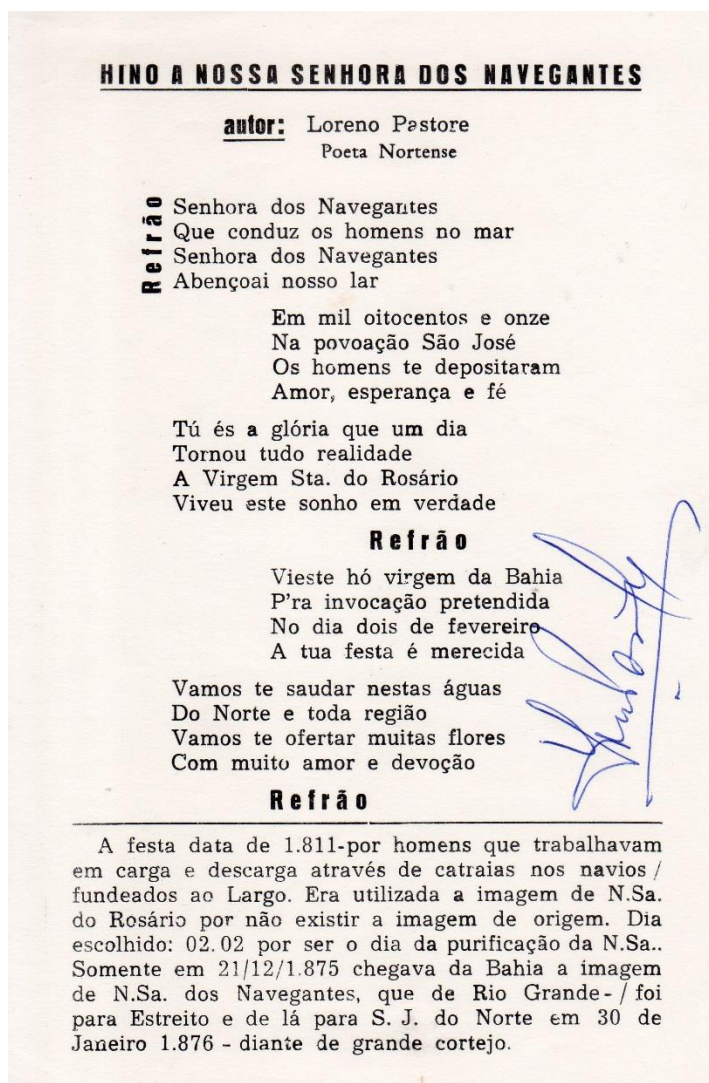 HINO A NOSSA SENHORA DOS NAVEGANTES
autor: Loreno Pastore
Poeta Nortense
Refrão
Senhora dos Navegantes
Que conduz os homens no mar
Senhora dos Navegantes
Abençoai nosso lar
Em mil oitocentos e onze
Na povoação São José
Os homens te depositaram
Amor, esperança e fé
Tú és a glória que um dia
Tornou tudo realidade
A Virgem Sta. do Rosário
Viveu este sonho em verdade
Refrão
Vieste hó virgem da Bahia
P'ra invocação pretendida
No dia dois de fevereiro
A tua festa é merecida
Vamos te saudar nestas águas
Do Norte e toda região
Vamos te ofertar muitas flores
Com muito amor e devoção
Refrão
A festa data de 1.811-por homens que trabalhavam
em carga e descarga através de catraias nos navios /
fundeados ao Largo. Era utilizada a imagem de N.Sa.
do Rosário por não existir a imagem de origem. Dia
escolhido: 02.02 por ser o dia da purificação da N.Sa..
Somente em 21/12/1.875 chegava da Bahia a imagem
de N.Sa. dos Navegantes, que de Rio Grande - / foi
para Estreito e de lá para S. J. do Norte em 30 de
Janeiro 1.876 - diante de grande cortejo.